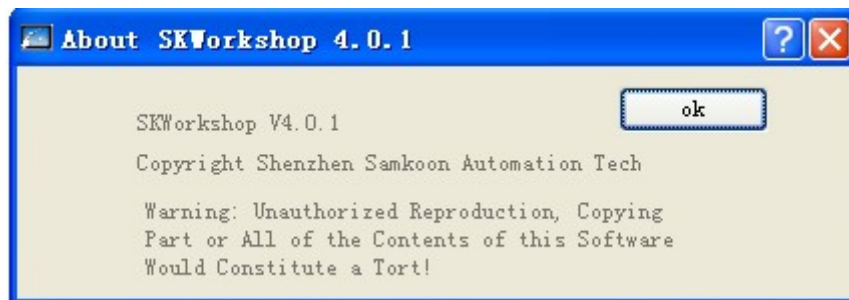 About SKWorkshop 4.0.1
?
ok
SKWorkshop V4.0.1
Copyright Shenzhen Samkoon Automation Tech
Warning: Unauthorized Reproduction, Copying
Part or All of the Contents of this Software
Would Constitute a Tort!